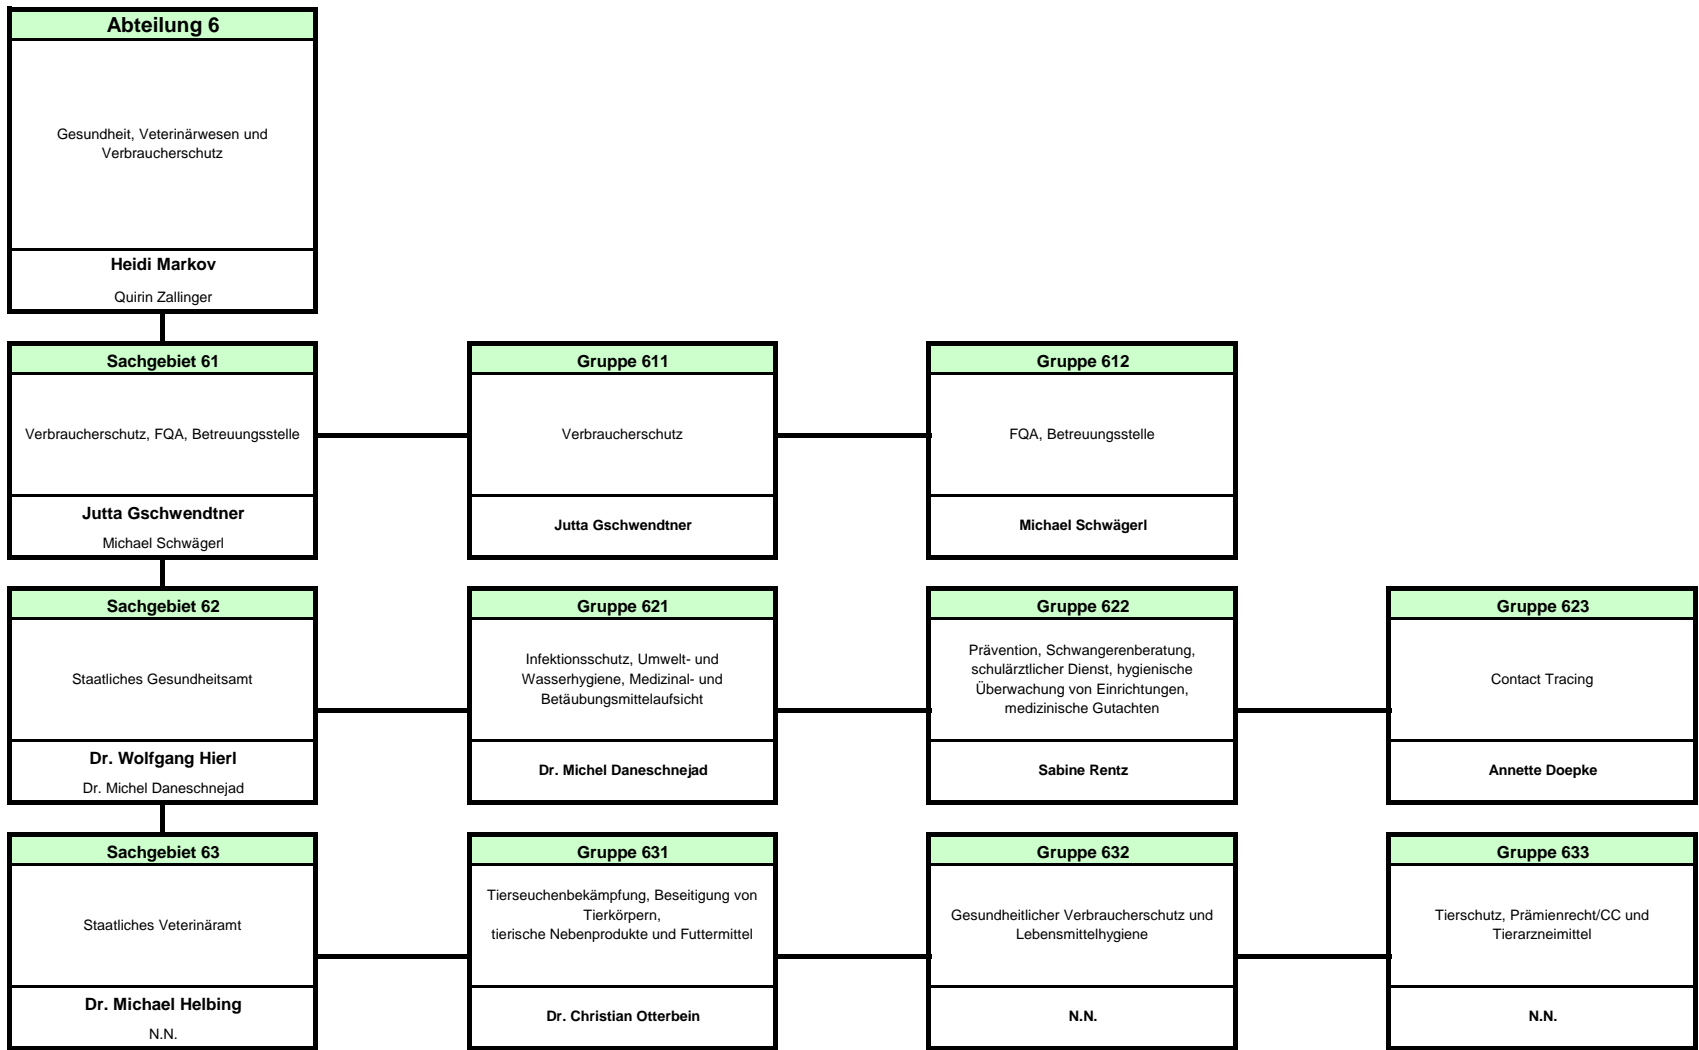 Abteilung 6
Gesundheit, Veterinärwesen und
Verbraucherschutz
Heidi Markov
Quirin Zallinger
Sachgebiet 61
Verbraucherschutz, FQA, Betreuungsstelle
Jutta Gschwendtner
Michael Schwägerl
Gruppe 611
Verbraucherschutz
Jutta Gschwendtner
Gruppe 612
FQA, Betreuungsstelle
Michael Schwägerl
Sachgebiet 62
Staatliches Gesundheitsamt
Dr. Wolfgang Hierl
Dr. Michel Daneschnejad
Gruppe 621
Infektionsschutz, Umwelt- und
Wasserhygiene, Medizinal- und
Betäubungsmittelaufsicht
Dr. Michel Daneschnejad
Gruppe 622
Prävention, Schwangerenberatung,
schulärztlicher Dienst, hygienische
Überwachung von Einrichtungen,
medizinische Gutachten
Sabine Rentz
Gruppe 623
Contact Tracing
Annette Doepke
Sachgebiet 63
Staatliches Veterinäramt
Dr. Michael Helbing
N.N.
Gruppe 631
Tierseuchenbekämpfung, Beseitigung von
Tierkörpern,
tierische Nebenprodukte und Futtermittel
Dr. Christian Otterbein
Gruppe 632
Gesundheitlicher Verbraucherschutz und
Lebensmittelhygiene
N.N.
Gruppe 633
Tierschutz, Prämienrecht/CC und
Tierarzneimittel
N.N.